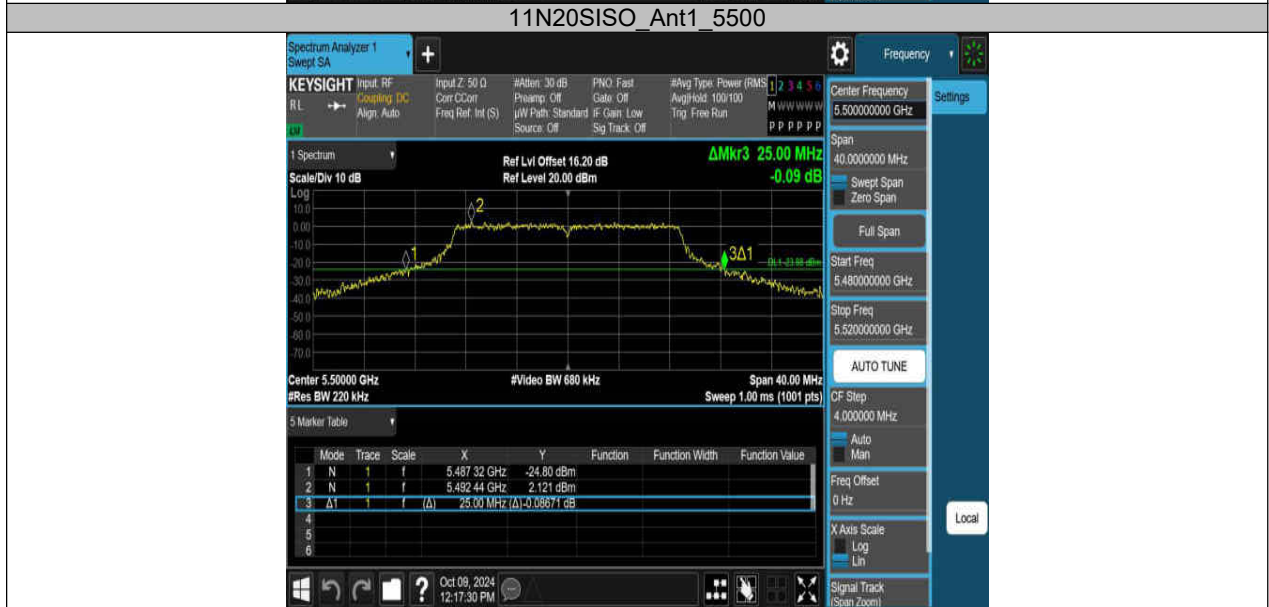 11N20SISO_Ant1_5500
Spectrum Analyzer 1
Swept SA
+
Frequency
KEYSIGHT
RL
Input: RF
Coupling: DC
Align: Auto
Input Z: 50 Ω
Corr CCorr
Freq Ref: Int (S)
#Atten: 30 dB
Preamp: Off
µW Path: Standard
Source: Off
PNO: Fast
Gate: Off
IF Gain: Low
Sig Track: Off
#Avg Type: Power (RMS
Avg|Hold: 100/100
Trig: Free Run
1 2 3 4 5 6
M W W W W W
P P P P P P
Center Frequency
5.500000000 GHz
Settings
Span
40.0000000 MHz
Swept Span
Zero Span
Full Span
Start Freq
5.480000000 GHz
Stop Freq
5.520000000 GHz
AUTO TUNE
CF Step
4.000000 MHz
Auto
Man
Freq Offset
0 Hz
X Axis Scale
Log
Lin
Signal Track
(Span Zoom)
Local
1 Spectrum
Scale/Div 10 dB
Ref Lvl Offset 16.20 dB
Ref Level 20.00 dBm
ΔMkr3 25.00 MHz
-0.09 dB
Log
10.0
0.00
-10.0
-20.0
-30.0
-40.0
-50.0
-60.0
-70.0
1
2
3Δ1
DL1 -23.88 dBm
Center 5.50000 GHz
#Video BW 680 kHz
Span 40.00 MHz
#Res BW 220 kHz
Sweep 1.00 ms (1001 pts)
5 Marker Table
Mode Trace Scale X Y Function Function Width Function Value
1 N 1 f 5.487 32 GHz -24.80 dBm
2 N 1 f 5.492 44 GHz 2.121 dBm
3 Δ1 1 f (Δ) 25.00 MHz (Δ) -0.08671 dB
4
5
6
?
Oct 09, 2024
12:17:30 PM